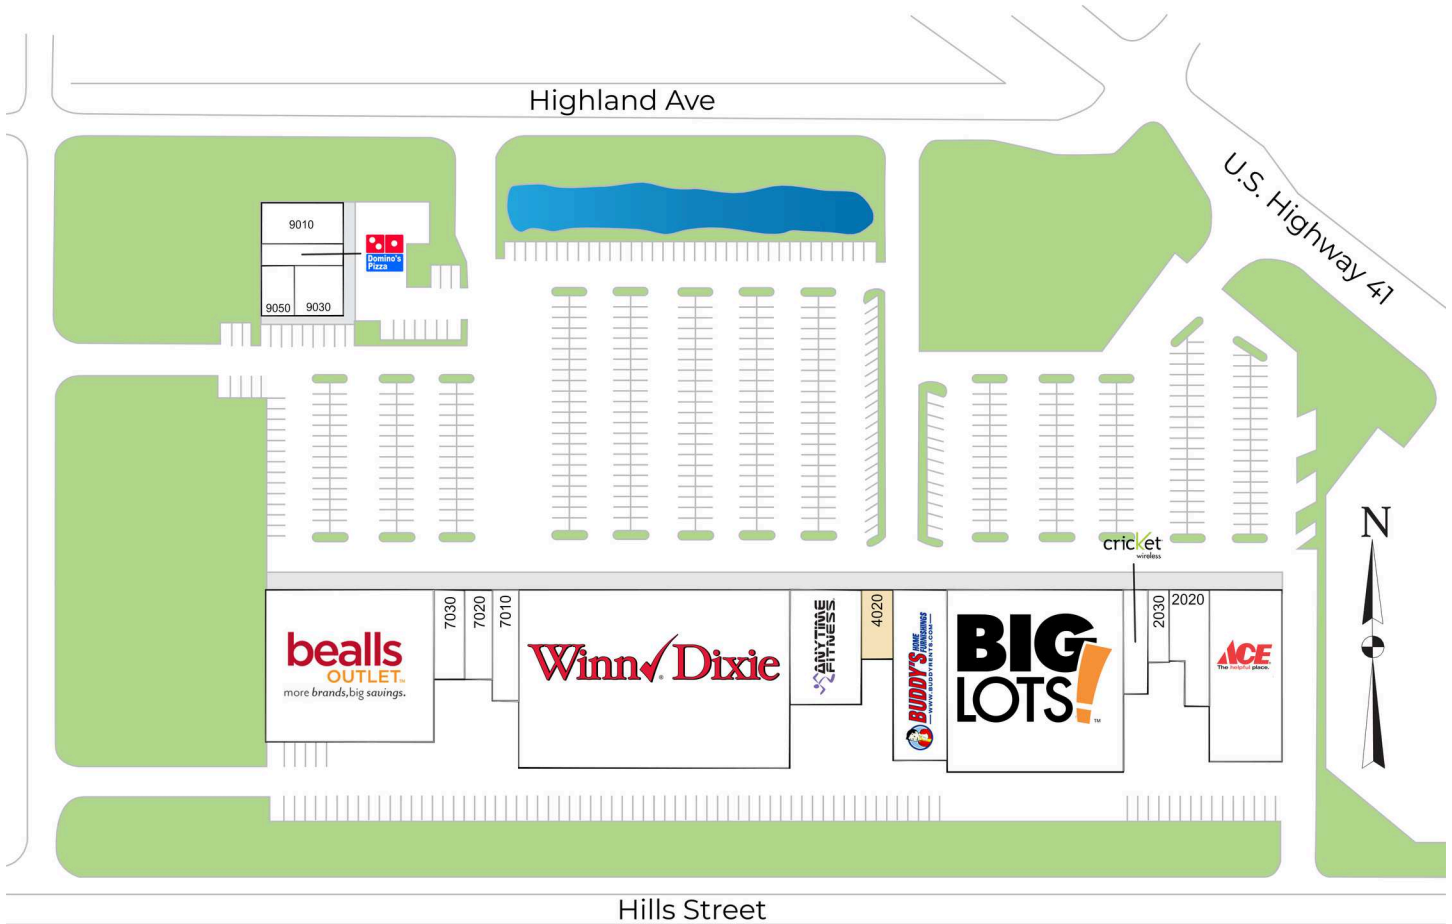 Highland Ave
U.S. Highway 41
9010
Domino's
Pizza
9050
9030
N
cricket
wireless
bealls
OUTLET
more brands, big savings.
7030
7020
7010
Winn Dixie
ANYTIME
FITNESS
4020
BUDDY'S HOME
FURNISHINGS
WWW.BUDDYRENTS.COM
BIG
LOTS!
TM
2030
2020
ACE
The helpful place.
Hills Street